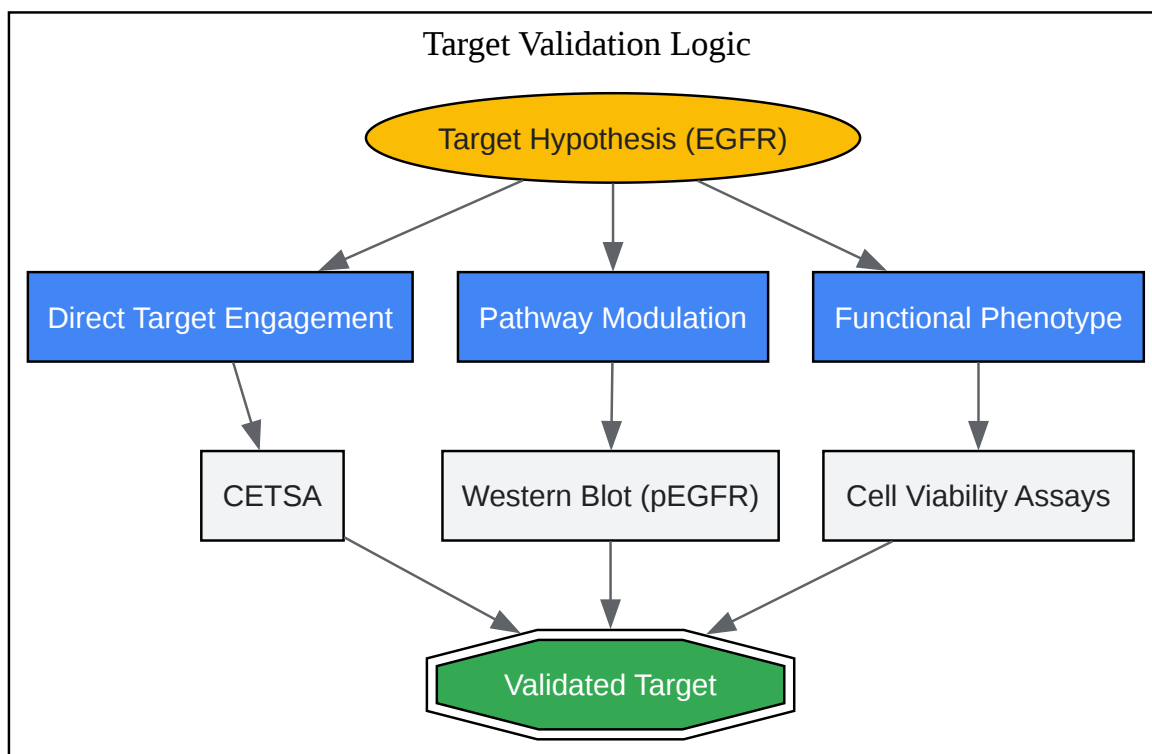 Target Validation Logic
Target Hypothesis (EGFR)
Direct Target Engagement
Pathway Modulation
Functional Phenotype
CETSA
Western Blot (pEGFR)
Cell Viability Assays
Validated Target